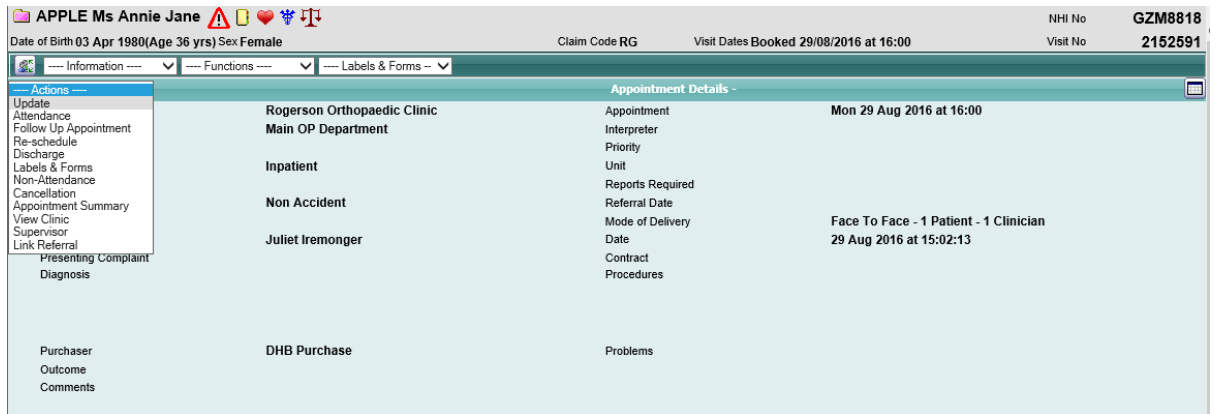 APPLE Ms Annie Jane NHI No GZM8818
Date of Birth 03 Apr 1980(Age 36 yrs) Sex Female Claim Code RG Visit Dates Booked 29/08/2016 at 16:00 Visit No 2152591
---- Information ---- ---- Functions ---- ---- Labels & Forms --
---- Actions ---- Appointment Details -
Update
Attendance Rogerson Orthopaedic Clinic Appointment Mon 29 Aug 2016 at 16:00
Follow Up Appointment Main OP Department Interpreter
Re-schedule Priority
Discharge
Labels & Forms Inpatient Unit
Non-Attendance Reports Required
Cancellation
Appointment Summary Non Accident Referral Date
View Clinic Mode of Delivery Face To Face - 1 Patient - 1 Clinician
Supervisor Juliet Iremonger Date 29 Aug 2016 at 15:02:13
Link Referral
Presenting Complaint Contract
Diagnosis Procedures
Purchaser DHB Purchase Problems
Outcome
Comments